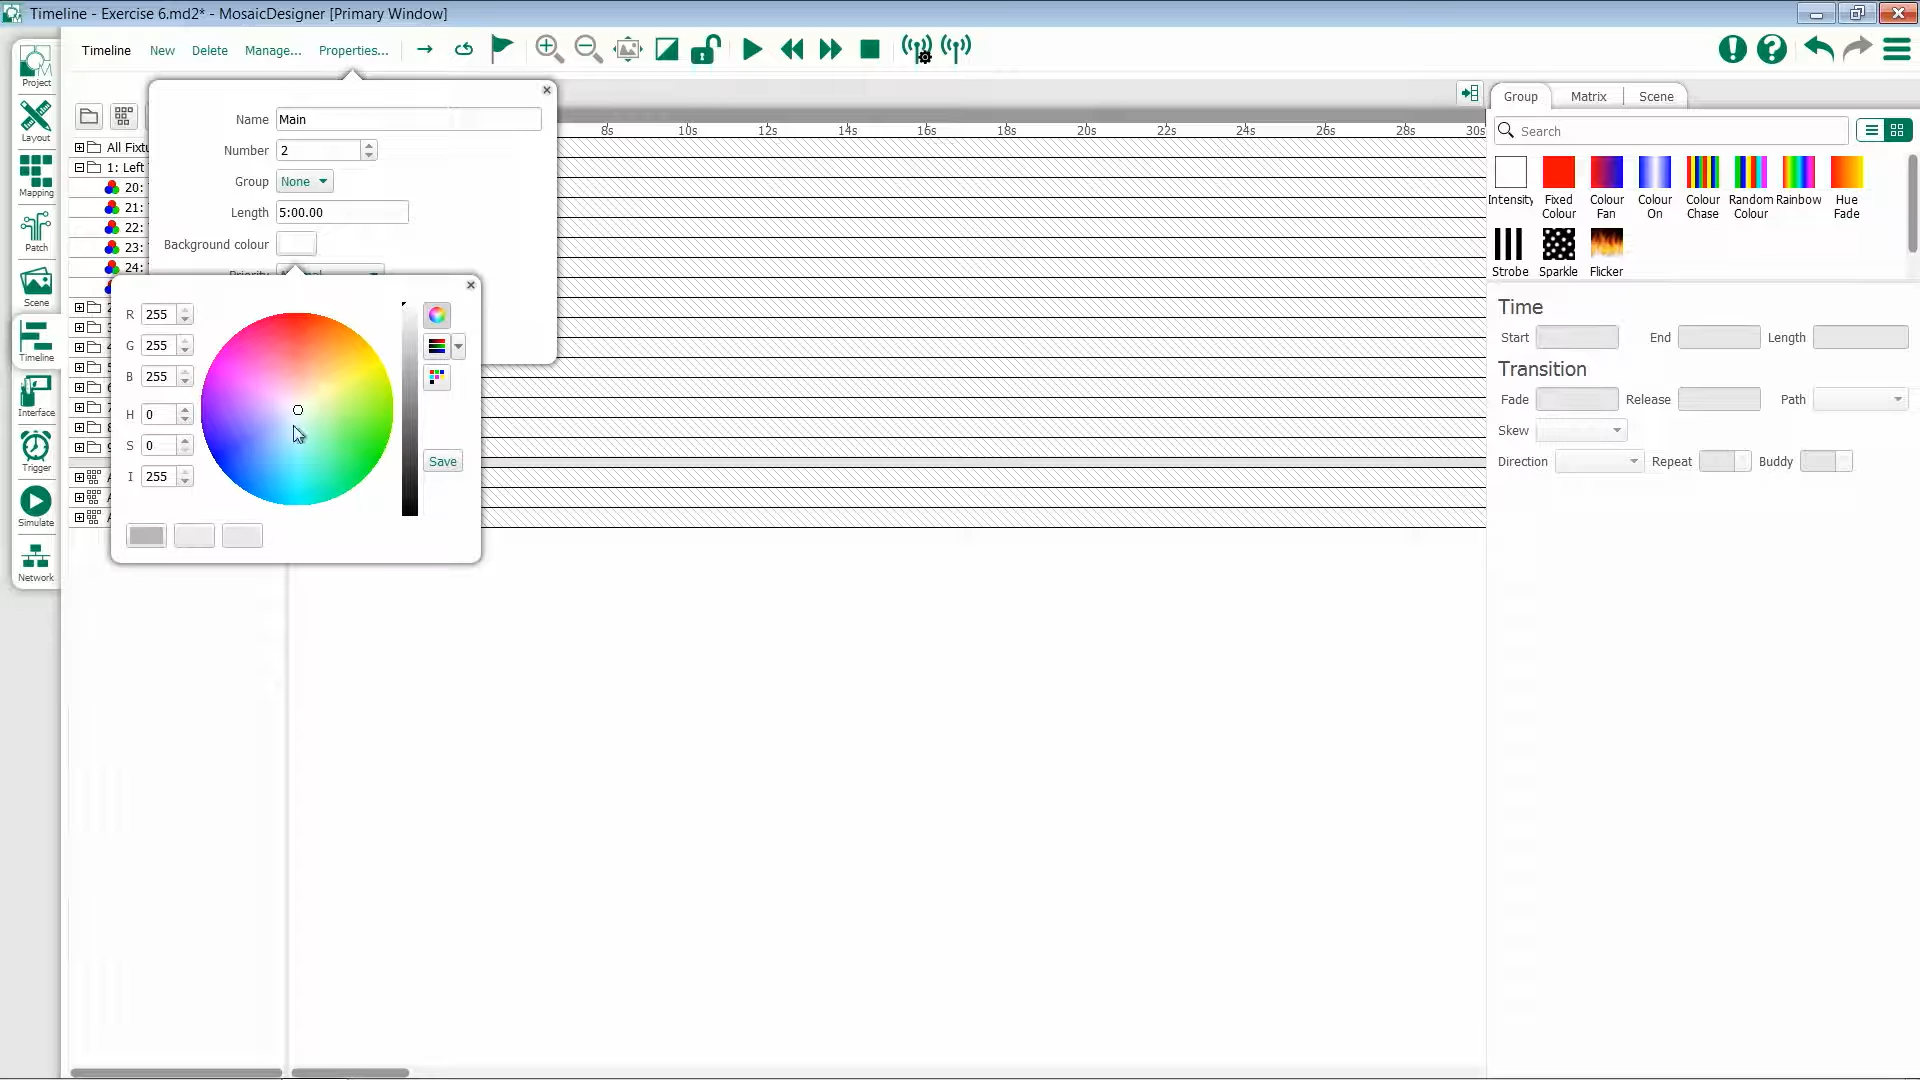 Timeline - Exercise 6.md2* - MosaicDesigner [Primary Window]
Timeline New Delete Manage... Properties...
Project
Layout
Mapping
Patch
Scene
Timeline
Interface
Trigger
Simulate
Network
Name Main
Number 2
Group None
Length 5:00.00
Background colour
8s 10s 12s 14s 16s 18s 20s 22s 24s 26s 28s 30s
All Fixtu
1: Left
20:
21:
22:
23:
24:
R 255
G 255
B 255
H 0
S 0
I 255
Save
Group Matrix Scene
Search
Intensity Fixed Colour Colour Fan Colour On Colour Chase Random Colour Rainbow Hue Fade
Strobe Sparkle Flicker
Time
Start End Length
Transition
Fade Release Path
Skew
Direction Repeat Buddy